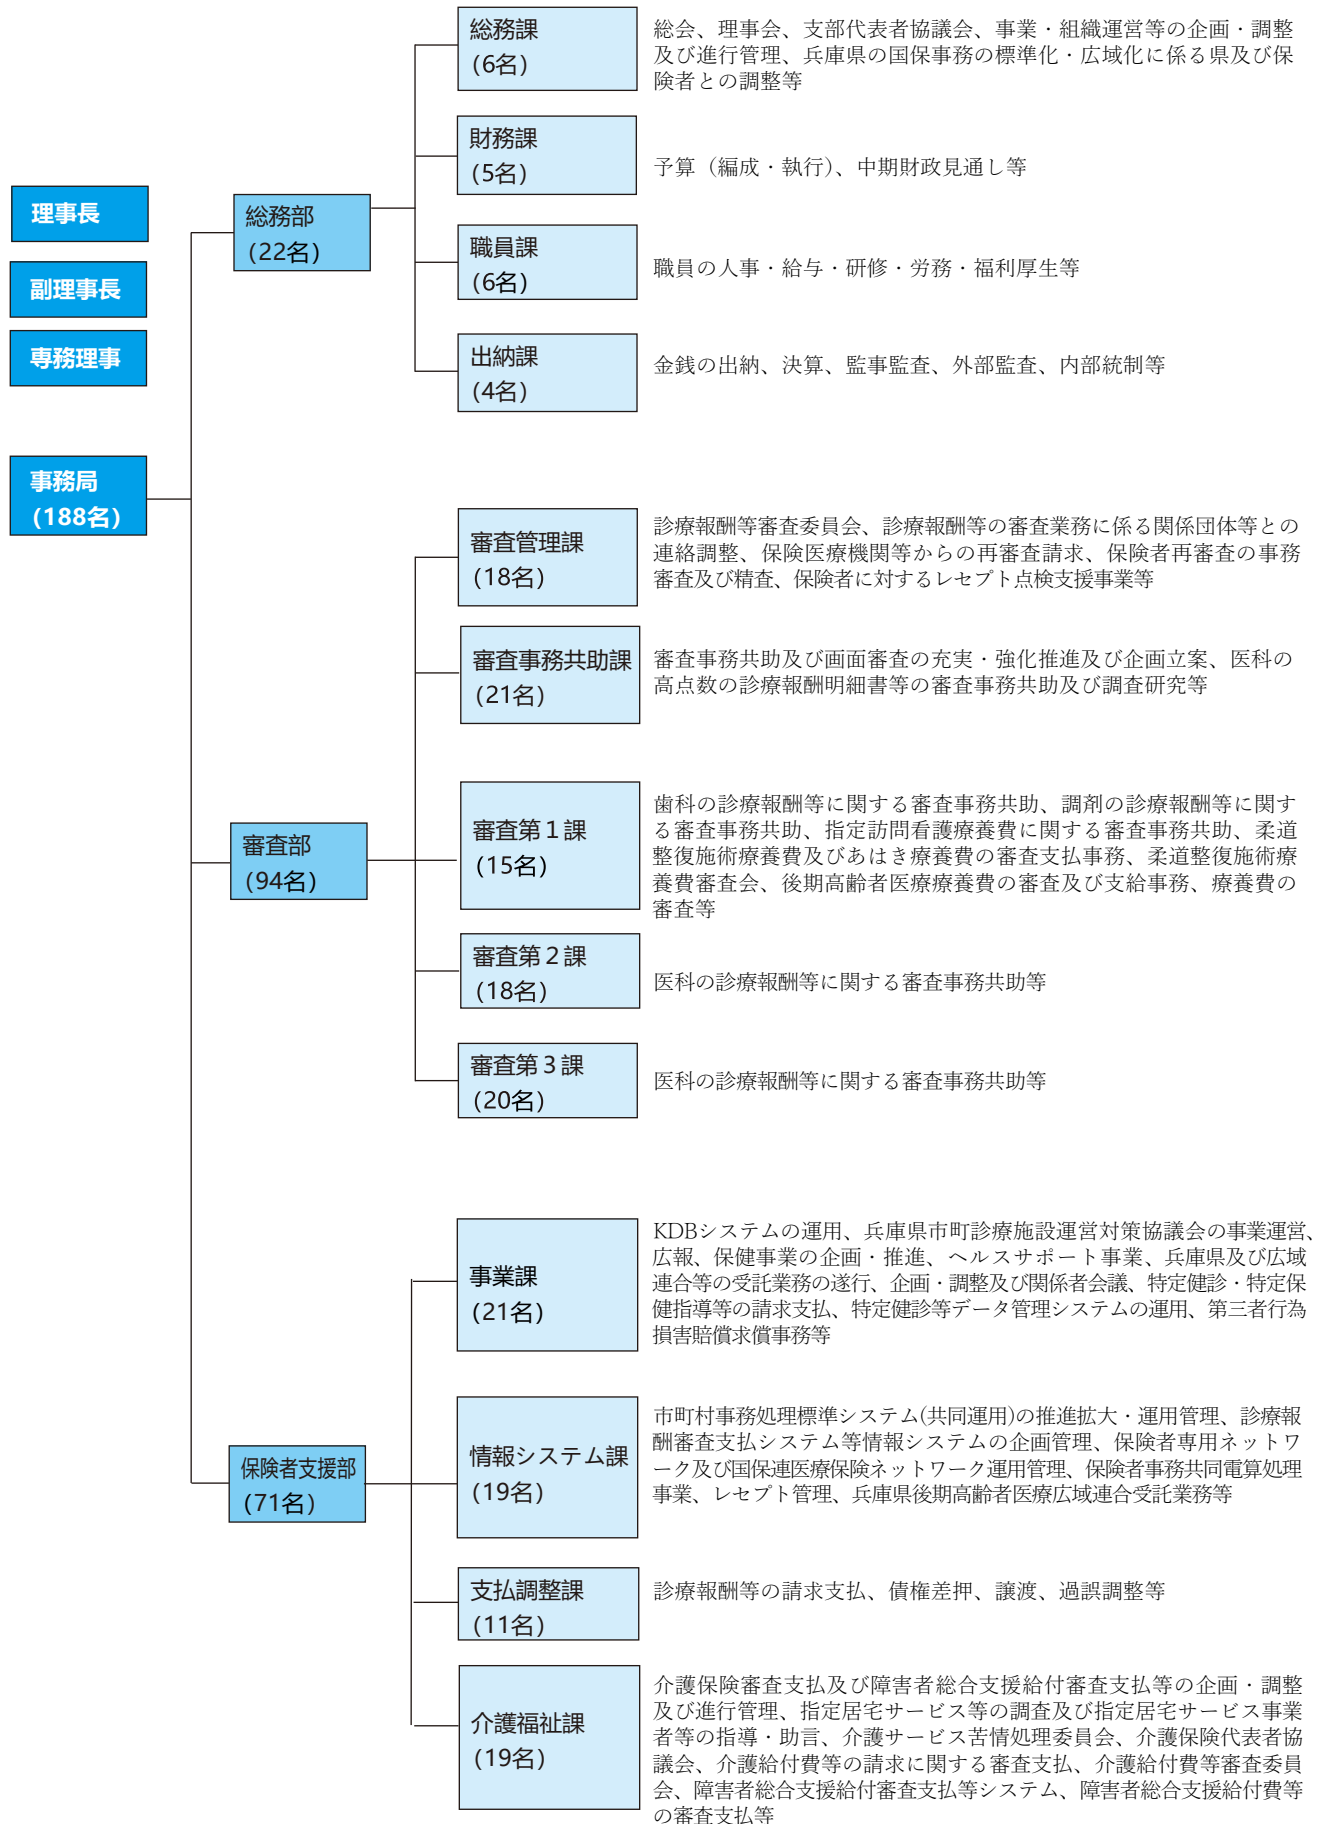 理事長
副理事長
専務理事
事務局
(188名)
総務部
(22名)
総務課
(6名)
総会、理事会、支部代表者協議会、事業・組織運営等の企画・調整
及び進行管理、兵庫県の国保事務の標準化・広域化に係る県及び保
険者との調整等
財務課
(5名)
予算（編成・執行）、中期財政見通し等
職員課
(6名)
職員の人事・給与・研修・労務・福利厚生等
出納課
(4名)
金銭の出納、決算、監事監査、外部監査、内部統制等
審査部
(94名)
審査管理課
(18名)
診療報酬等審査委員会、診療報酬等の審査業務に係る関係団体等との
連絡調整、保険医療機関等からの再審査請求、保険者再審査の事務
審査及び精査、保険者に対するレセプト点検支援事業等
審査事務共助課
(21名)
審査事務共助及び画面審査の充実・強化推進及び企画立案、医科の
高点数の診療報酬明細書等の審査事務共助及び調査研究等
審査第１課
(15名)
歯科の診療報酬等に関する審査事務共助、調剤の診療報酬等に関す
る審査事務共助、指定訪問看護療養費に関する審査事務共助、柔道
整復施術療養費及びあはき療養費の審査支払事務、柔道整復施術療
養費審査会、後期高齢者医療療養費の審査及び支給事務、療養費の
審査等
審査第２課
(18名)
医科の診療報酬等に関する審査事務共助等
審査第３課
(20名)
医科の診療報酬等に関する審査事務共助等
保険者支援部
(71名)
事業課
(21名)
KDBシステムの運用、兵庫県市町診療施設運営対策協議会の事業運営、
広報、保健事業の企画・推進、ヘルスサポート事業、兵庫県及び広域
連合等の受託業務の遂行、企画・調整及び関係者会議、特定健診・特定保
健指導等の請求支払、特定健診等データ管理システムの運用、第三者行為
損害賠償求償事務等
情報システム課
(19名)
市町村事務処理標準システム(共同運用)の推進拡大・運用管理、診療報
酬審査支払システム等情報システムの企画管理、保険者専用ネットワ
ーク及び国保連医療保険ネットワーク運用管理、保険者事務共同電算処理
事業、レセプト管理、兵庫県後期高齢者医療広域連合受託業務等
支払調整課
(11名)
診療報酬等の請求支払、債権差押、譲渡、過誤調整等
介護福祉課
(19名)
介護保険審査支払及び障害者総合支援給付審査支払等の企画・調整
及び進行管理、指定居宅サービス等の調査及び指定居宅サービス事業
者等の指導・助言、介護サービス苦情処理委員会、介護保険代表者協
議会、介護給付費等の請求に関する審査支払、介護給付費等審査委員
会、障害者総合支援給付審査支払等システム、障害者総合支援給付費等
の審査支払等